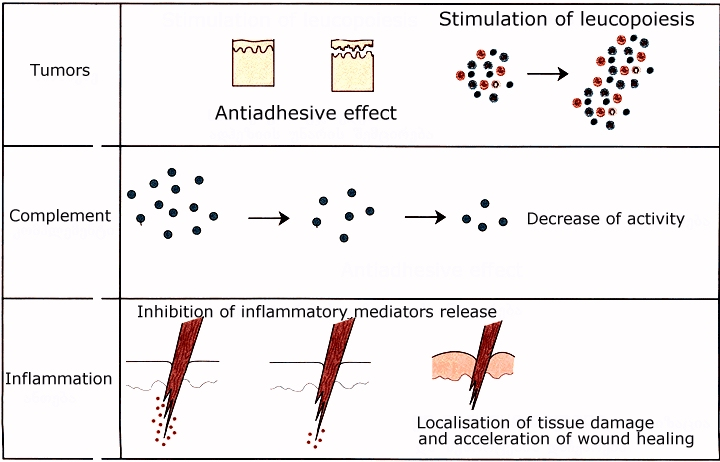 Stimulation of leucopoiesis
Tumors
Antiadhesive effect
Complement
Decrease of activity
Inhibition of inflammatory mediators release
Inflammation
Localisation of tissue damage
and acceleration of wound healing